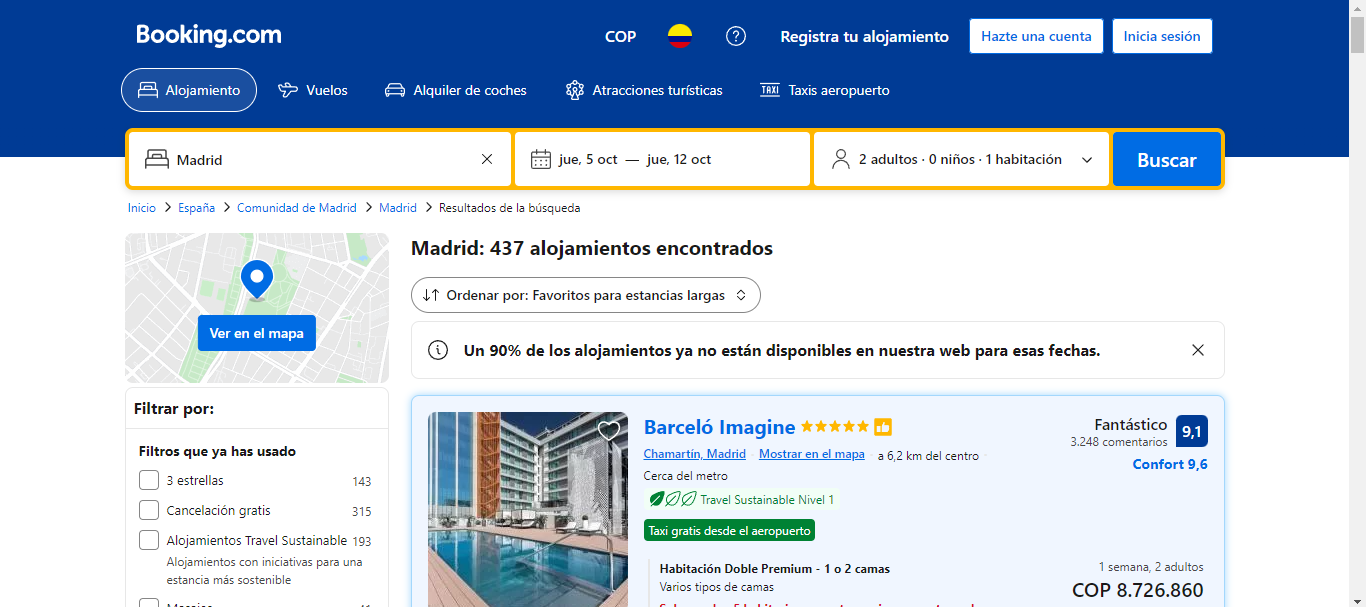 Booking.com
COP
Registra tu alojamiento
Hazte una cuenta
Inicia sesión
Alojamiento
Vuelos
Alquiler de coches
Atracciones turísticas
TAXI
Taxis aeropuerto
Madrid
jue, 5 oct — jue, 12 oct
2 adultos · 0 niños · 1 habitación
Buscar
Inicio > España > Comunidad de Madrid > Madrid > Resultados de la búsqueda
Ver en el mapa
Filtrar por:
Filtros que ya has usado
3 estrellas 143
Cancelación gratis 315
Alojamientos Travel Sustainable 193
Alojamientos con iniciativas para una
estancia más sostenible
Madrid: 437 alojamientos encontrados
Ordenar por: Favoritos para estancias largas
Un 90% de los alojamientos ya no están disponibles en nuestra web para esas fechas.
Barceló Imagine
Chamartín, Madrid · Mostrar en el mapa · a 6,2 km del centro
Cerca del metro
Travel Sustainable Nivel 1
Taxi gratis desde el aeropuerto
Fantástico
3.248 comentarios
9,1
Confort 9,6
Habitación Doble Premium - 1 o 2 camas
Varios tipos de camas
1 semana, 2 adultos
COP 8.726.860